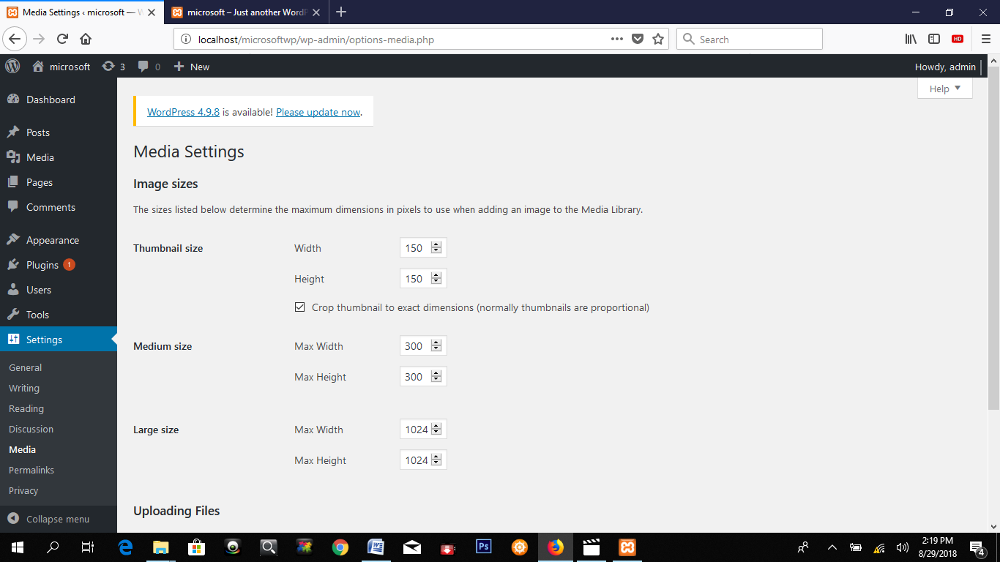 Media Settings ‹ microsoft — W
microsoft – Just another WordP
localhost/microsoftwp/wp-admin/options-media.php
Search
HD
microsoft 3 0 New
Howdy, admin
Help
Dashboard
Posts
Media
Pages
Comments
Appearance
Plugins 1
Users
Tools
Settings
General
Writing
Reading
Discussion
Media
Permalinks
Privacy
Collapse menu
WordPress 4.9.8 is available! Please update now.
Media Settings
Image sizes
The sizes listed below determine the maximum dimensions in pixels to use when adding an image to the Media Library.
Thumbnail size Width 150
Height 150
Crop thumbnail to exact dimensions (normally thumbnails are proportional)
Medium size Max Width 300
Max Height 300
Large size Max Width 1024
Max Height 1024
Uploading Files
Ps
2:19 PM
8/29/2018
4